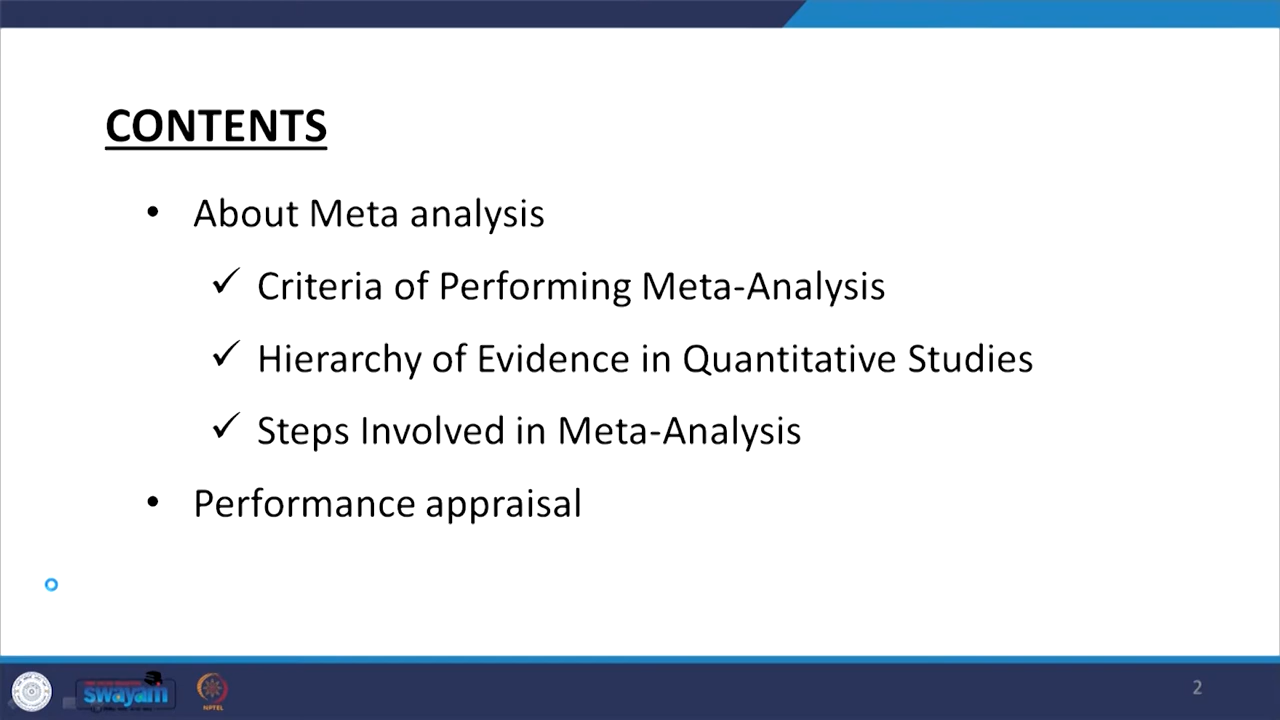 CONTENTS
• About Meta analysis
✓ Criteria of Performing Meta-Analysis
✓ Hierarchy of Evidence in Quantitative Studies
✓ Steps Involved in Meta-Analysis
• Performance appraisal
swayam
NPTEL
2